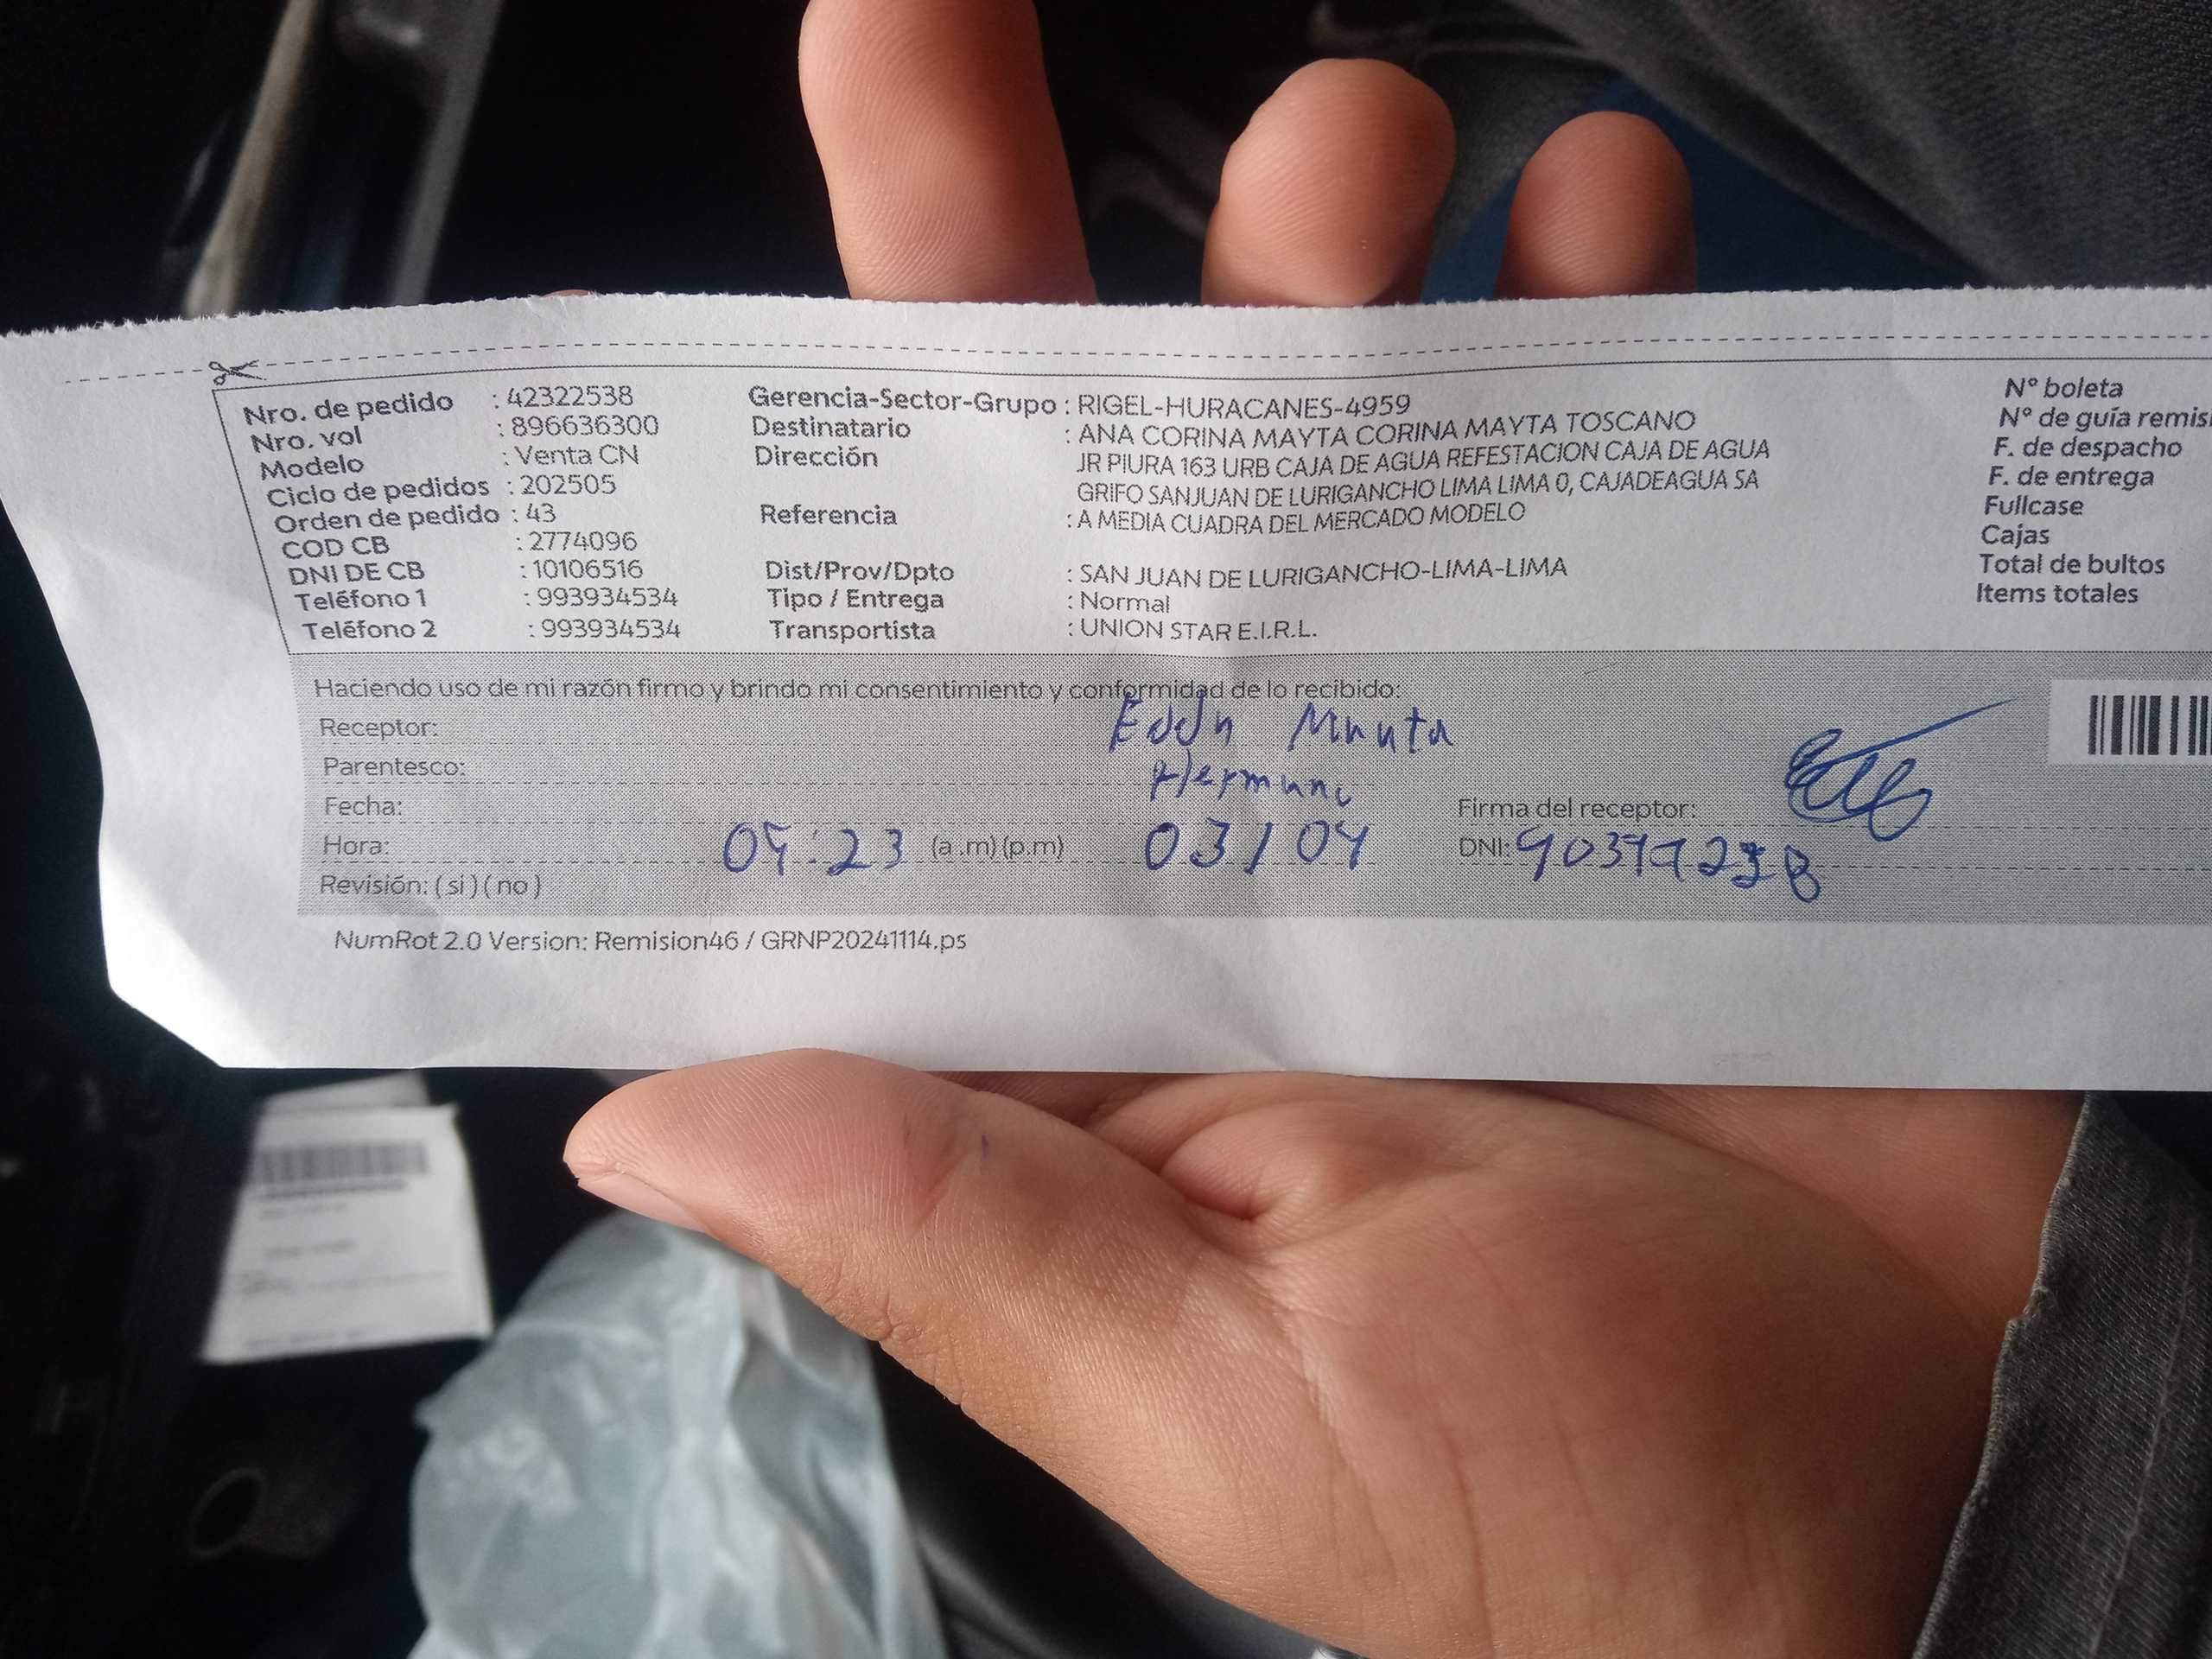 Nro. de pedido : 42322538 Gerencia-Sector-Grupo : RIGEL-HURACANES-4959 N° boleta
Nro. vol : 896636300 Destinatario : ANA CORINA MAYTA CORINA MAYTA TOSCANO N° de guía remis
Modelo : Venta CN Dirección JR PIURA 163 URB CAJA DE AGUA REFESTACION CAJA DE AGUA F. de despacho
Ciclo de pedidos : 202505 GRIFO SANJUAN DE LURIGANCHO LIMA LIMA 0, CAJADEAGUA SA F. de entrega
Orden de pedido : 43 Referencia : A MEDIA CUADRA DEL MERCADO MODELO Fullcase
COD CB : 2774096 Cajas
DNI DE CB : 10106516 Dist/Prov/Dpto : SAN JUAN DE LURIGANCHO-LIMA-LIMA Total de bultos
Teléfono 1 : 993934534 Tipo / Entrega : Normal Items totales
Teléfono 2 : 993934534 Transportista : UNION STAR E.I.R.L.
Haciendo uso de mi razón firmo y brindo mi consentimiento y conformidad de lo recibido:
Receptor:
Parentesco: Hermano
Fecha: Firma del receptor:
Hora: 04:23 (a .m) (p.m) 03/04 DNI:
Revisión: ( si ) ( no )
NumRot 2.0 Version: Remision46 / GRNP20241114.ps